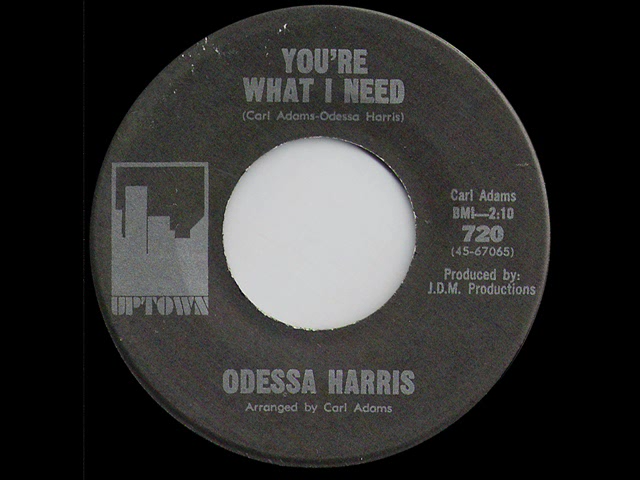 YOU'RE
WHAT I NEED
(Carl Adams-Odessa Harris)
UPTOWN
Carl Adams
BMI—2:10
720
(45-67065)
Produced by:
J.D.M. Productions
ODESSA HARRIS
Arranged by Carl Adams